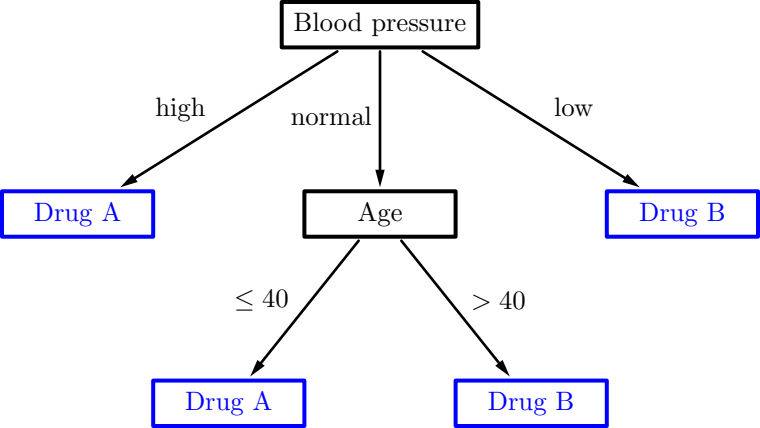 Blood pressure
high
normal
low
Drug A
Age
Drug B
≤ 40
> 40
Drug A
Drug B